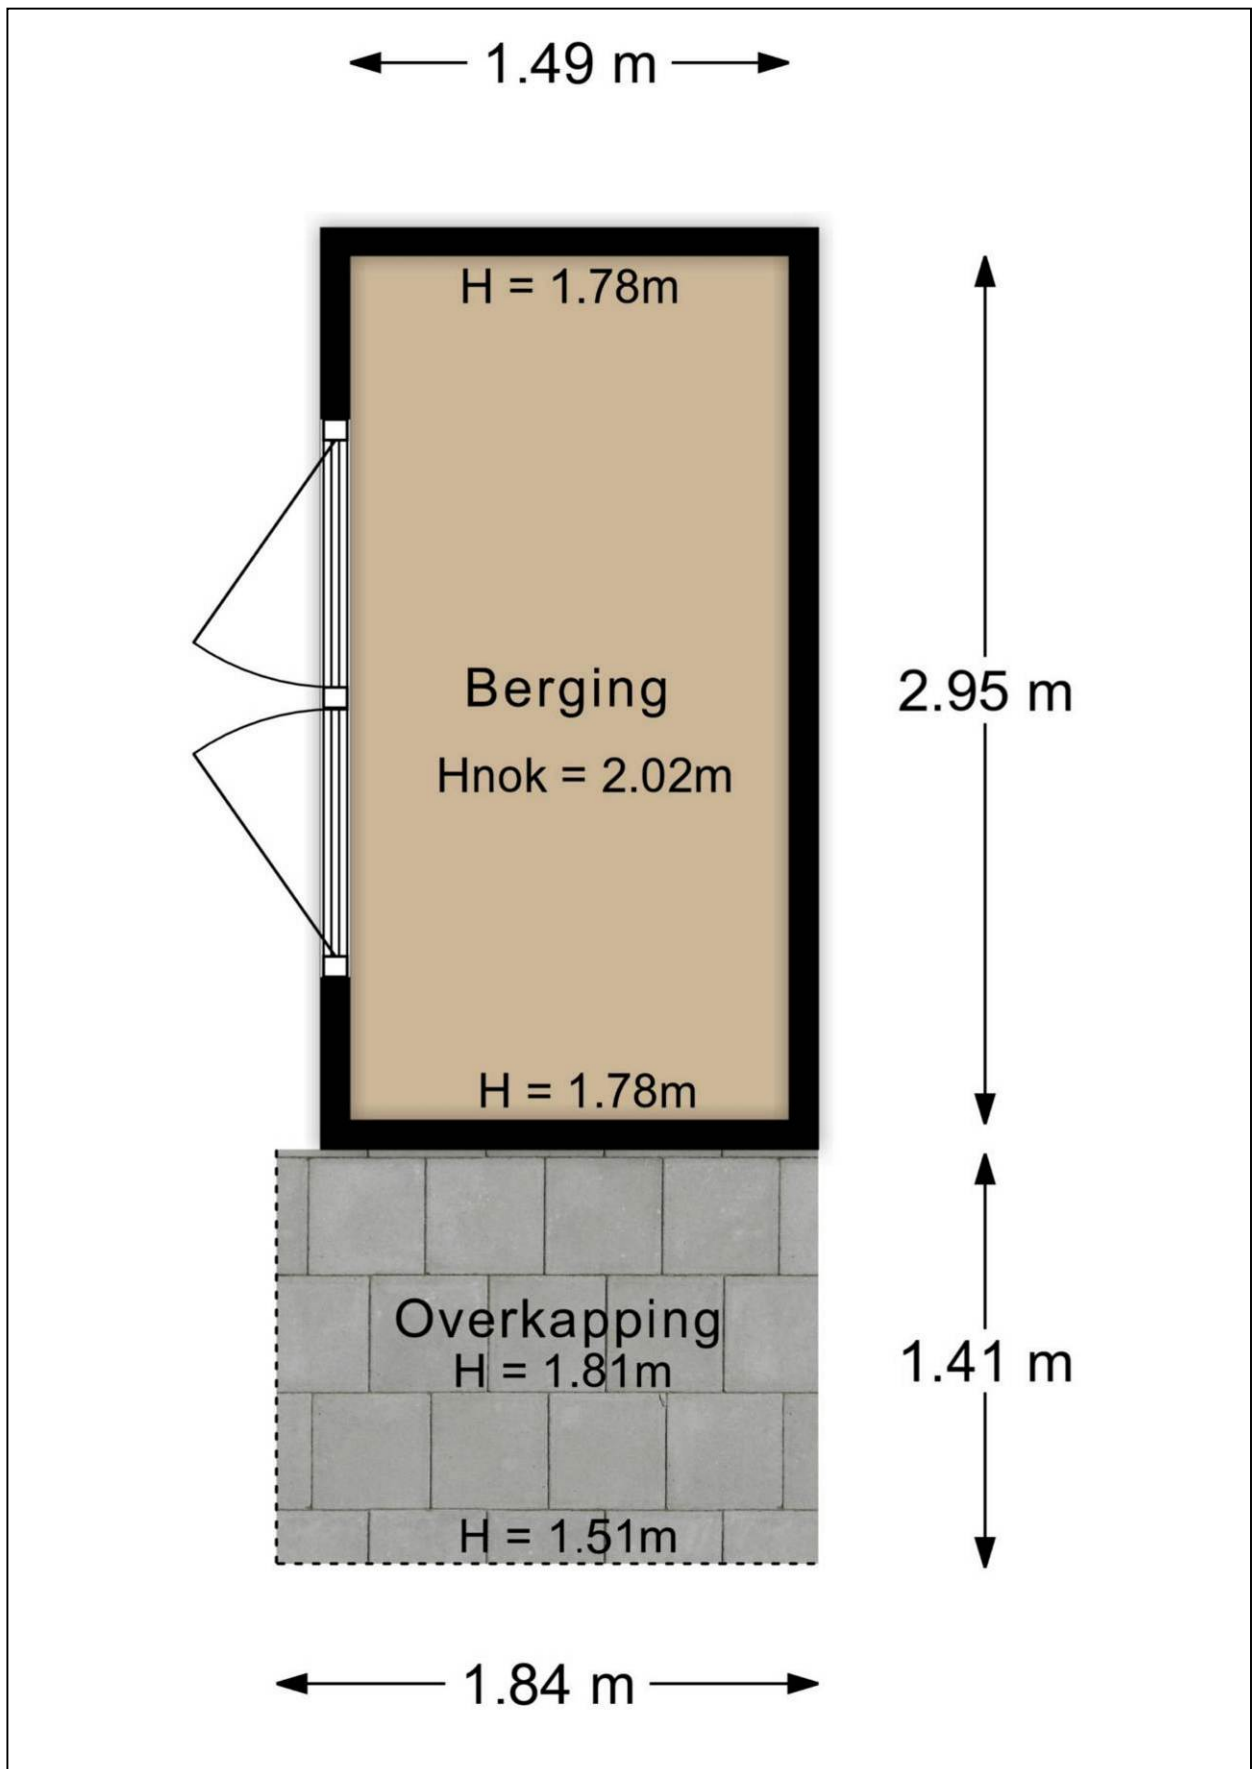 1.49 m
H = 1.78m
Berging
2.95 m
Hnok = 2.02m
H = 1.78m
Overkapping
H = 1.81m
1.41 m
H = 1.51m
1.84 m